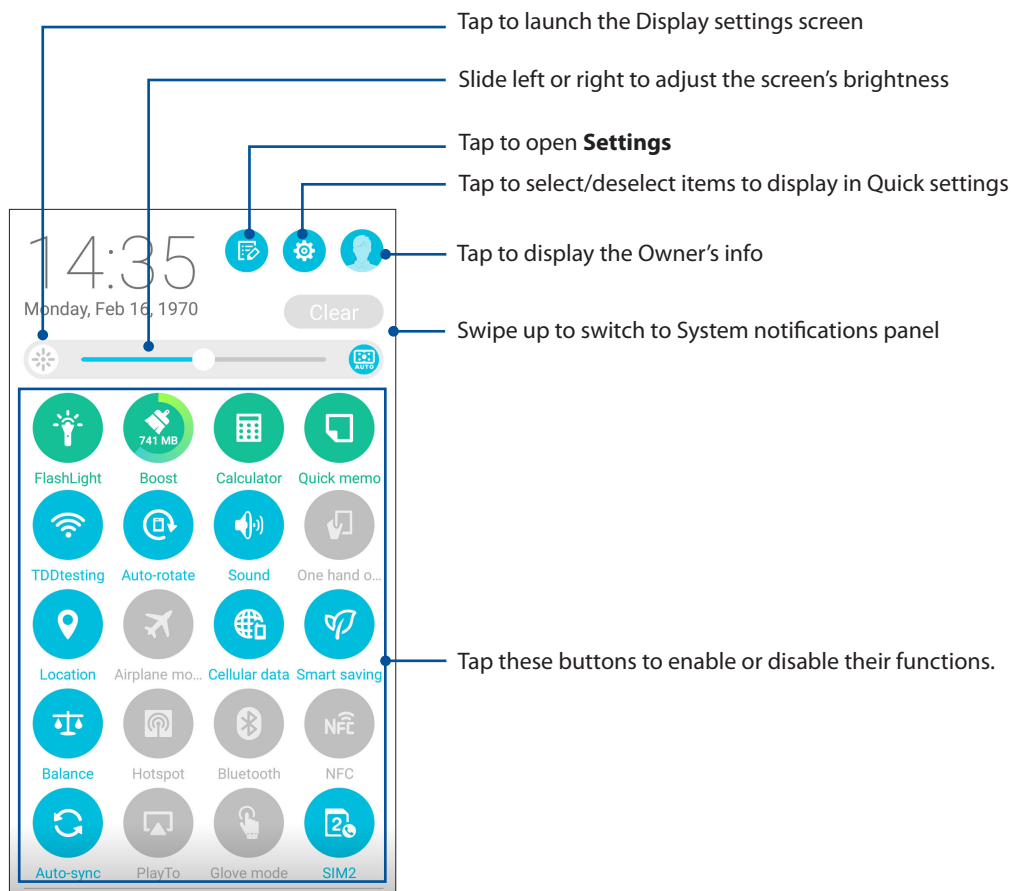 Tap to launch the Display settings screen
Slide left or right to adjust the screen's brightness
Tap to open Settings
Tap to select/deselect items to display in Quick settings
14:35
Tap to display the Owner's info
Monday, Feb 16, 1970
Clear
Swipe up to switch to System notifications panel
AUTO
741 MB
FlashLight Boost Calculator Quick memo
TDDtesting Auto-rotate Sound One hand o...
Tap these buttons to enable or disable their functions.
Location Airplane mo... Cellular data Smart saving
NFC
Balance Hotspot Bluetooth NFC
2
Auto-sync PlayTo Glove mode SIM2